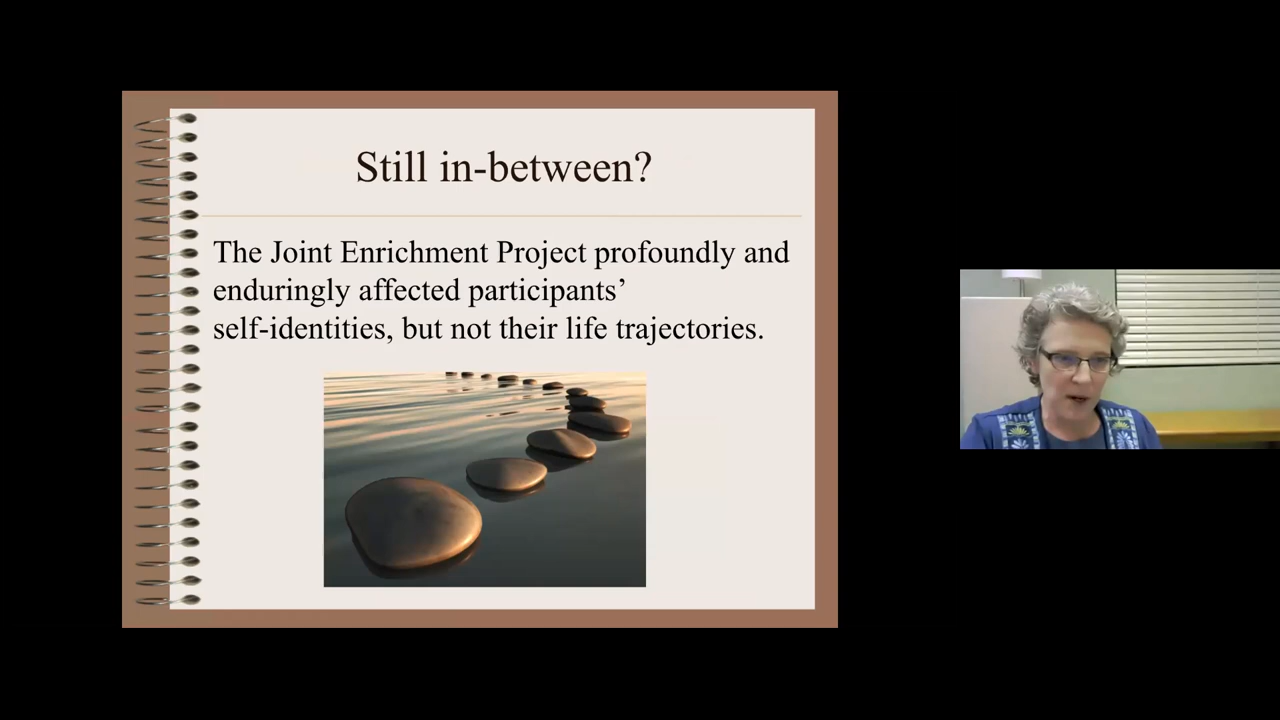 Still in-between?
The Joint Enrichment Project profoundly and
enduringly affected participants’
self-identities, but not their life trajectories.